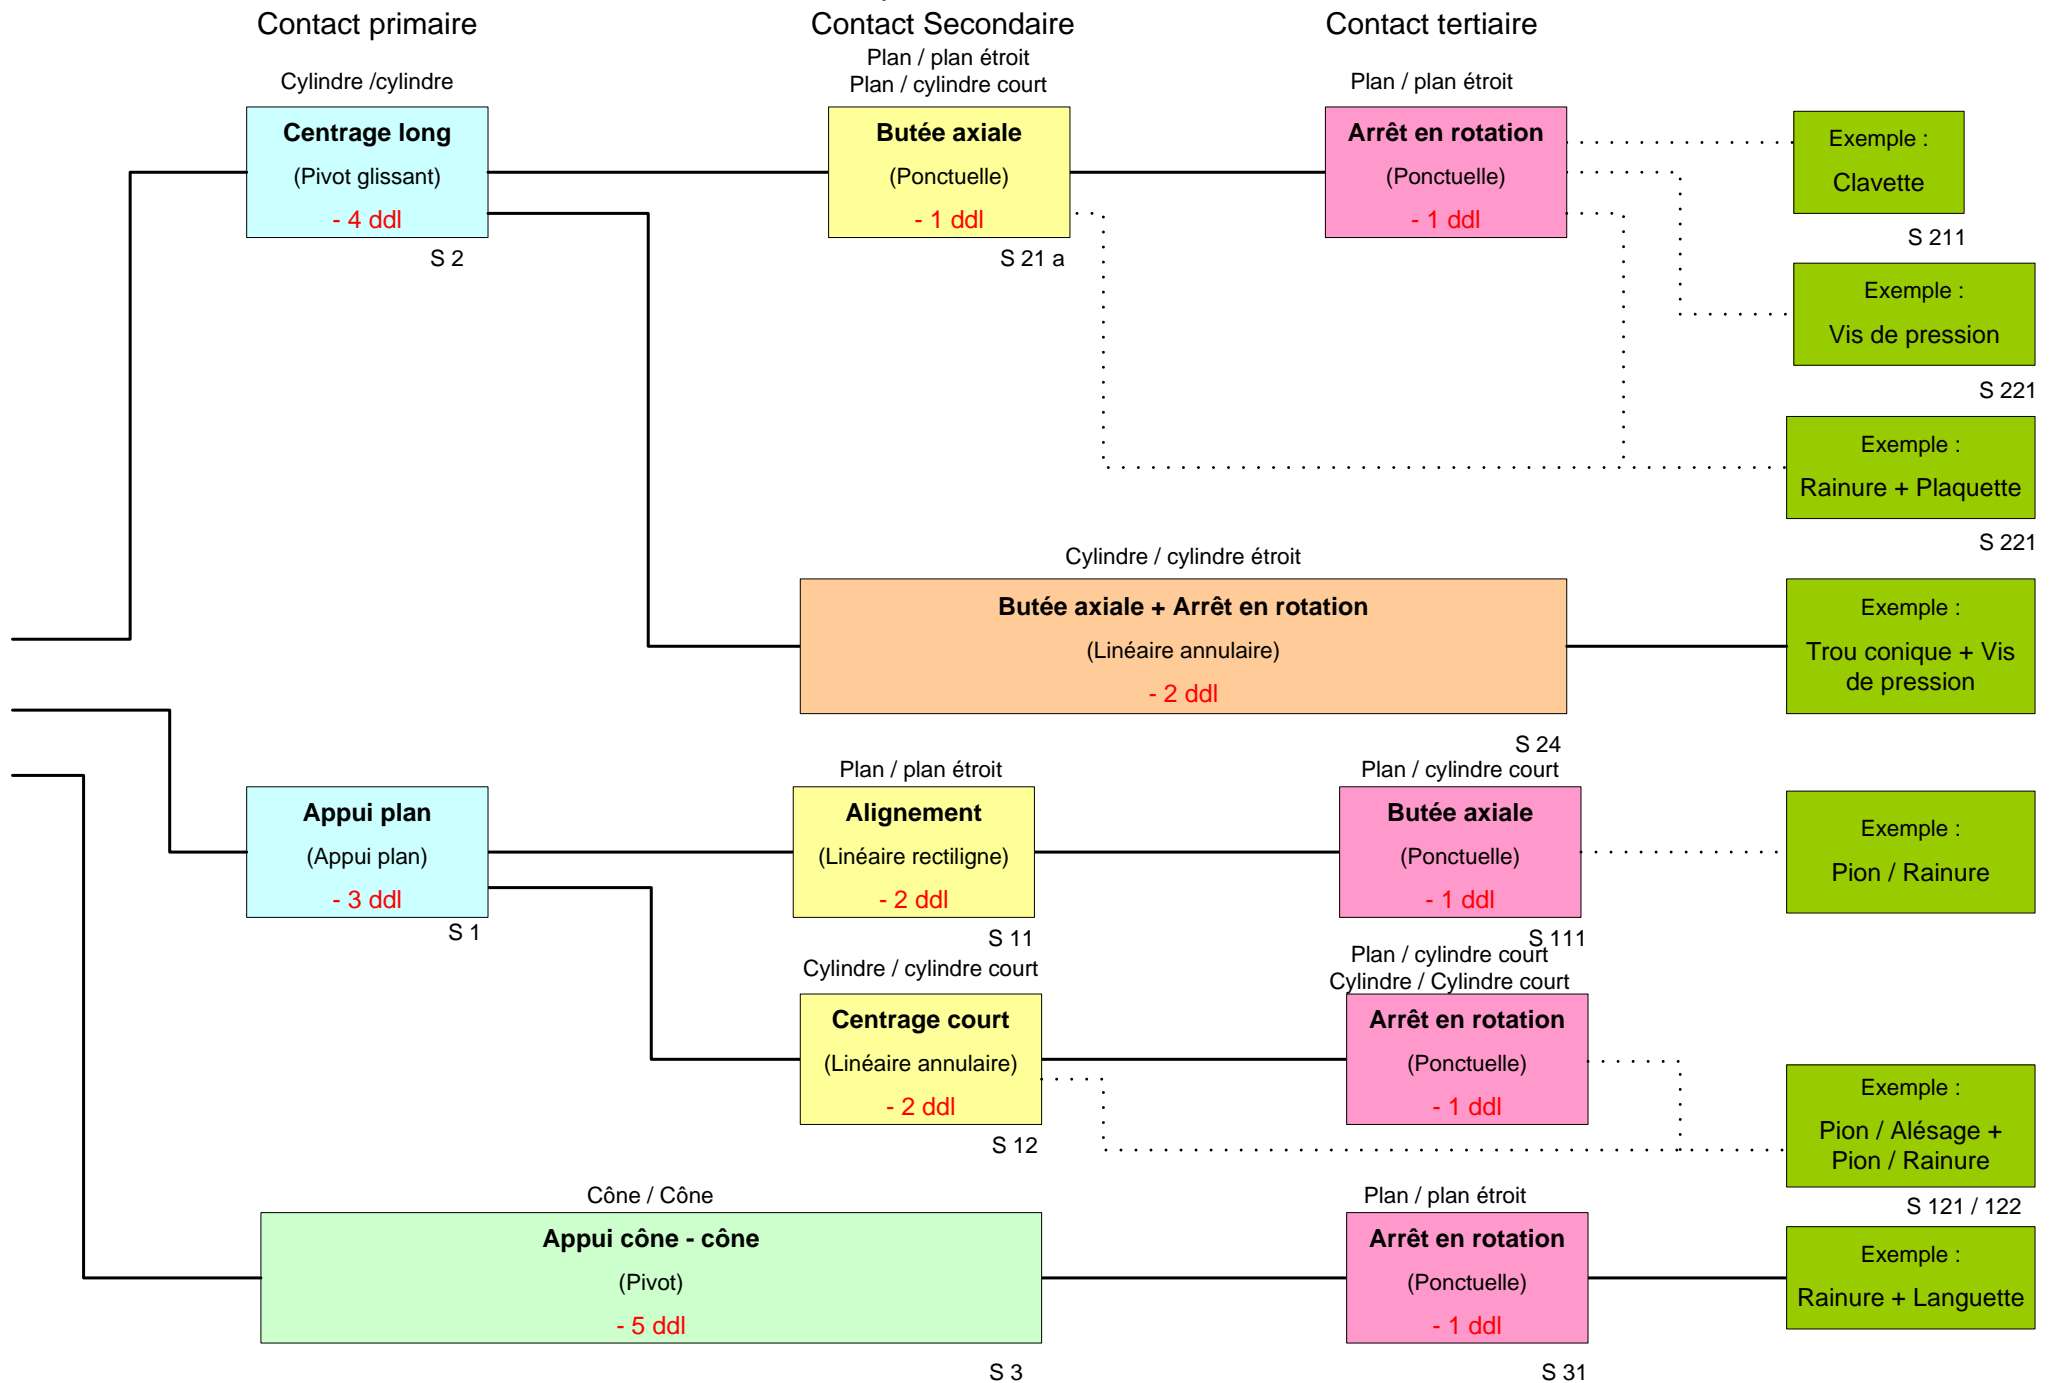 Contact primaire
Contact Secondaire
Contact tertiaire
Cylindre /cylindre
Plan / plan étroit
Plan / cylindre court
Plan / plan étroit
Centrage long
(Pivot glissant)
- 4 ddl
S 2
Butée axiale
(Ponctuelle)
- 1 ddl
S 21 a
Arrêt en rotation
(Ponctuelle)
- 1 ddl
Exemple :
Clavette
S 211
Exemple :
Vis de pression
S 221
Exemple :
Rainure + Plaquette
S 221
Cylindre / cylindre étroit
Butée axiale + Arrêt en rotation
(Linéaire annulaire)
- 2 ddl
S 24
Exemple :
Trou conique + Vis
de pression
Appui plan
(Appui plan)
- 3 ddl
S 1
Plan / plan étroit
Alignement
(Linéaire rectiligne)
- 2 ddl
S 11
Plan / cylindre court
Butée axiale
(Ponctuelle)
- 1 ddl
S 111
Exemple :
Pion / Rainure
Cylindre / cylindre court
Centrage court
(Linéaire annulaire)
- 2 ddl
S 12
Plan / cylindre court
Cylindre / Cylindre court
Arrêt en rotation
(Ponctuelle)
- 1 ddl
Exemple :
Pion / Alésage +
Pion / Rainure
S 121 / 122
Cône / Cône
Appui cône - cône
(Pivot)
- 5 ddl
S 3
Plan / plan étroit
Arrêt en rotation
(Ponctuelle)
- 1 ddl
S 31
Exemple :
Rainure + Languette